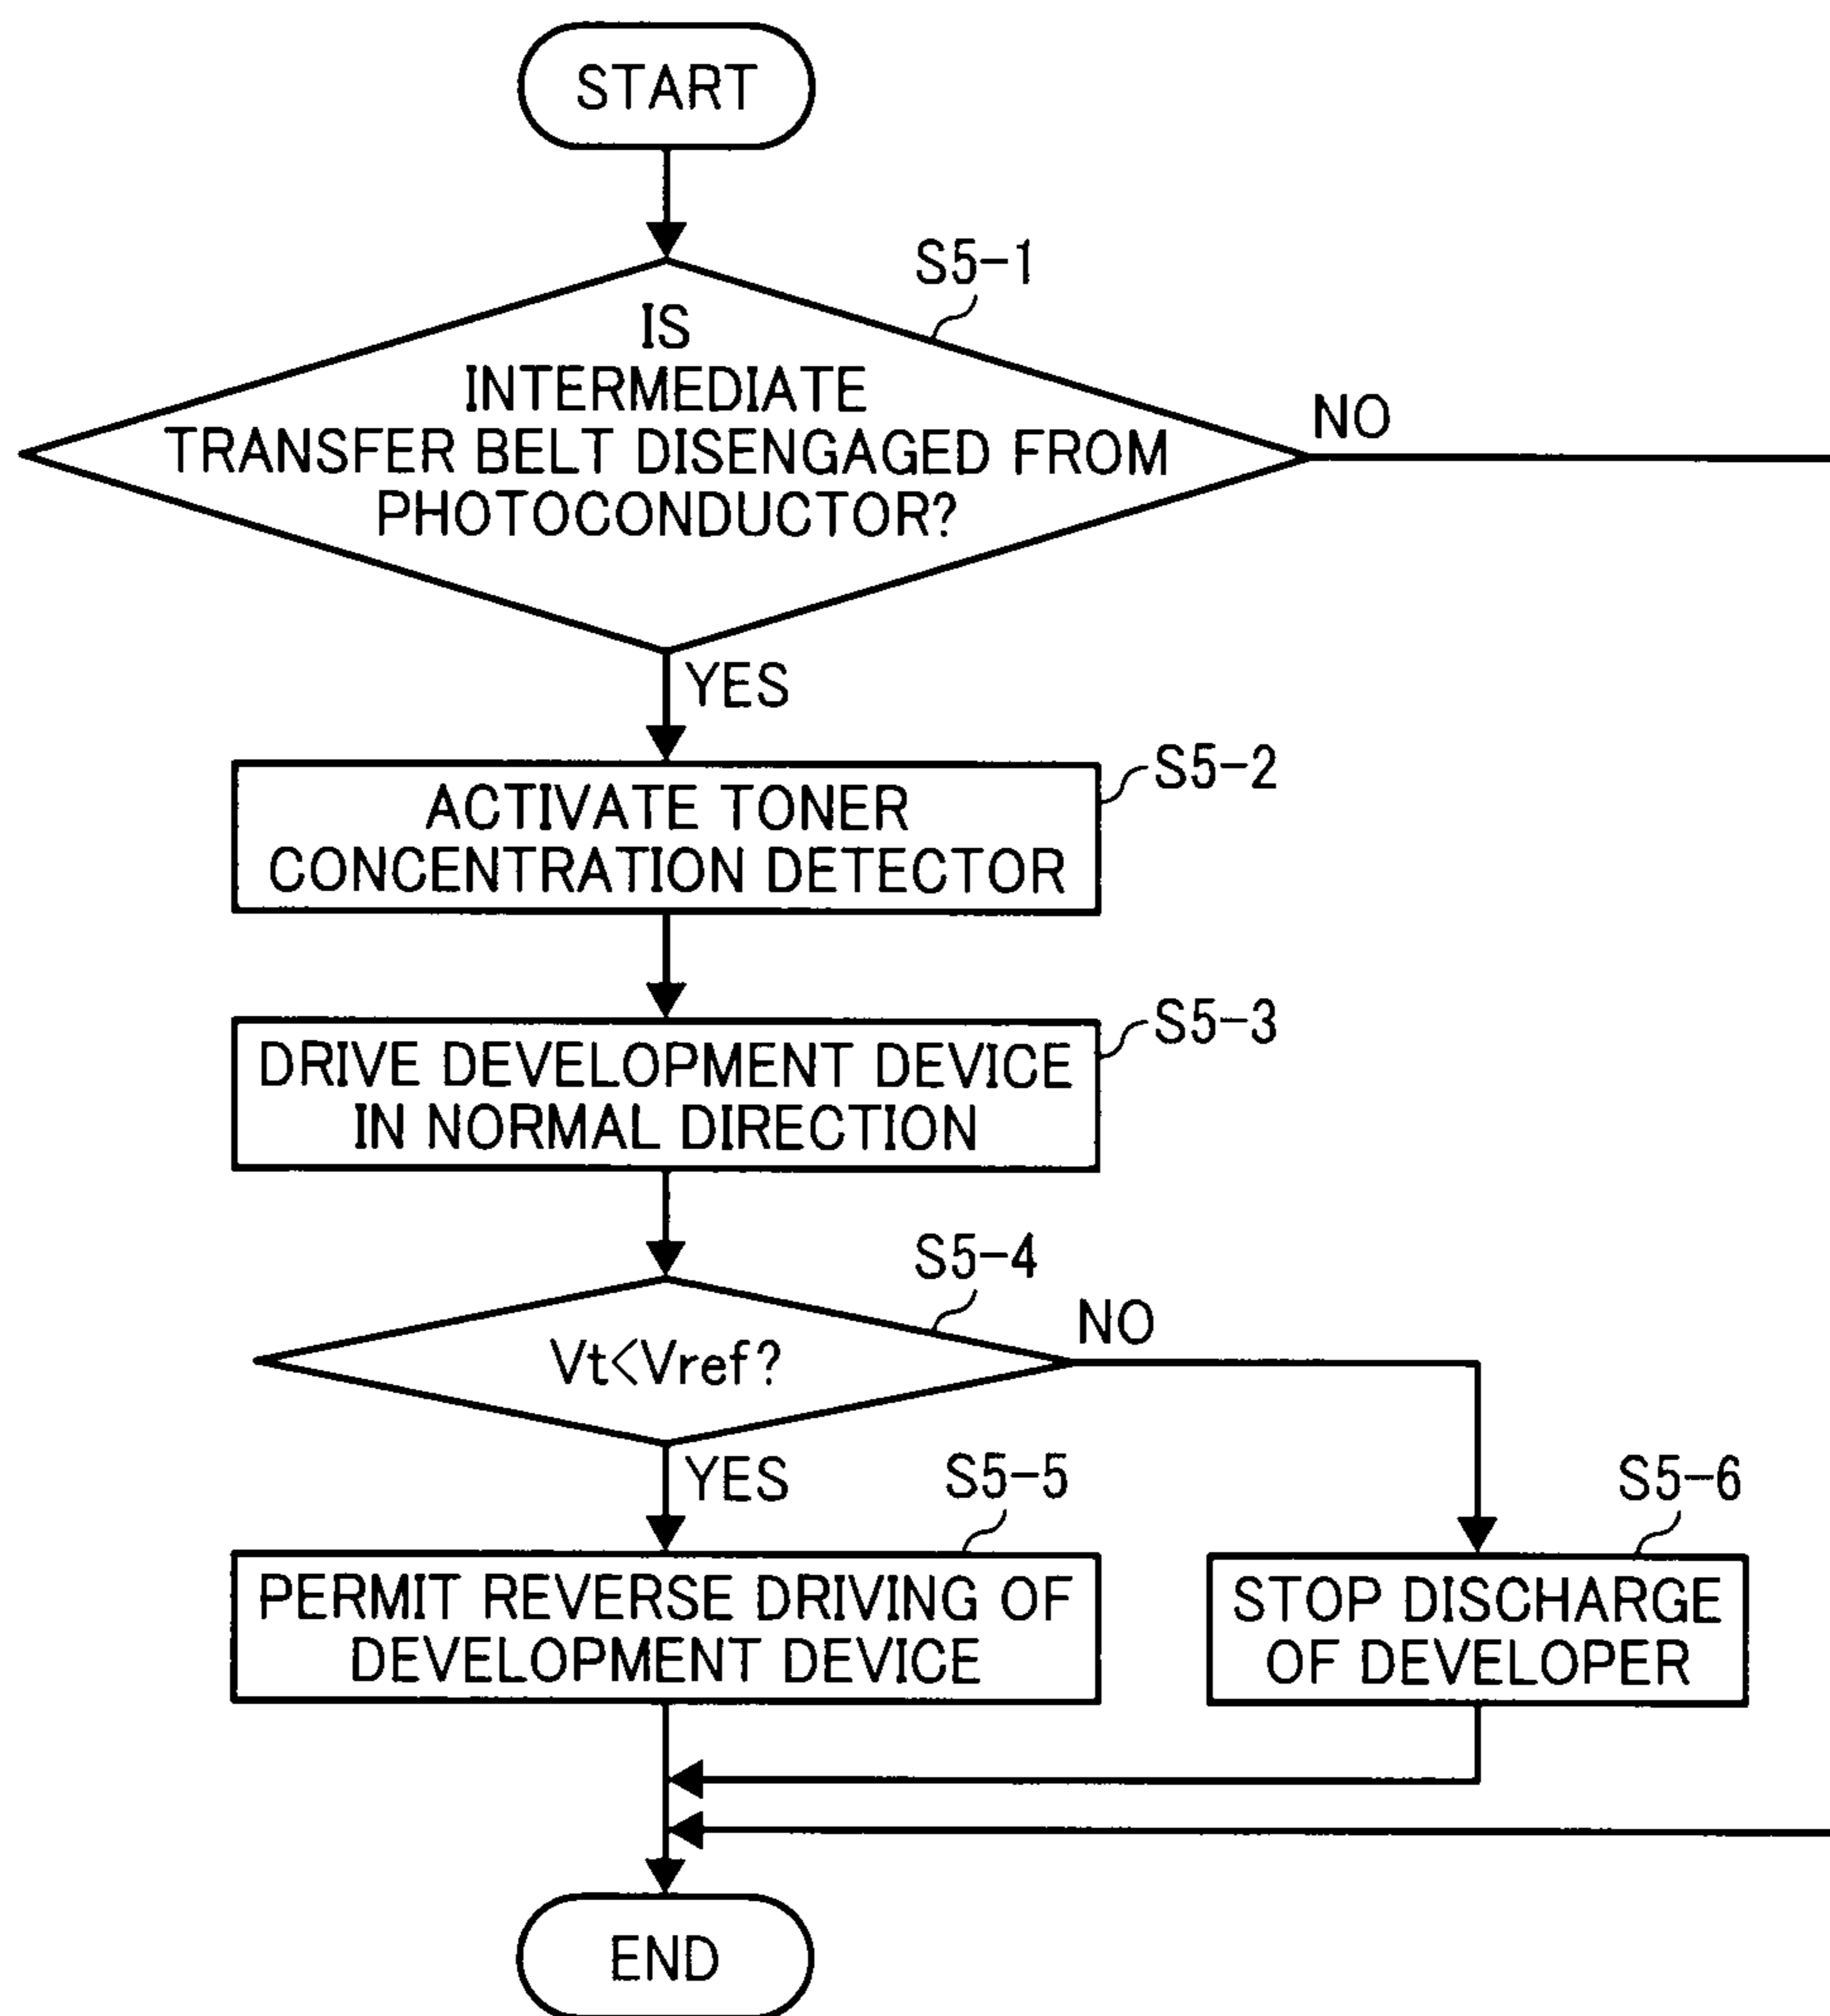 START
S5-1
IS
INTERMEDIATE
TRANSFER BELT DISENGAGED FROM
PHOTOCONDUCTOR?
NO
YES
S5-2
ACTIVATE TONER
CONCENTRATION DETECTOR
S5-3
DRIVE DEVELOPMENT DEVICE
IN NORMAL DIRECTION
S5-4
Vt<Vref?
NO
YES
S5-5
PERMIT REVERSE DRIVING OF
DEVELOPMENT DEVICE
S5-6
STOP DISCHARGE
OF DEVELOPER
END